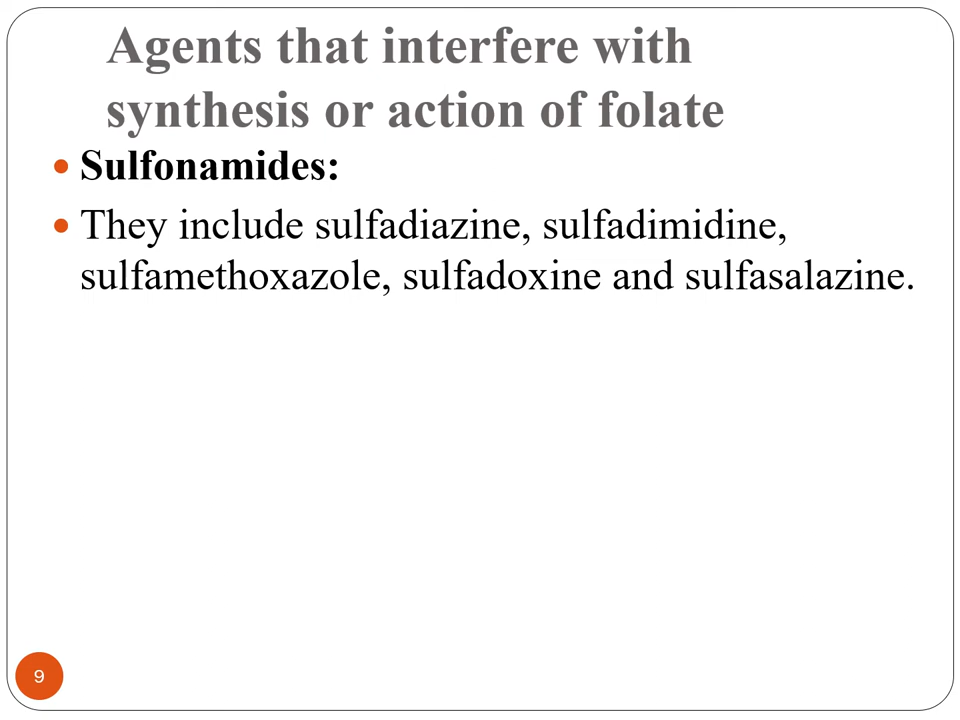 Agents that interfere with
synthesis or action of folate
• Sulfonamides:
• They include sulfadiazine, sulfadimidine,
sulfamethoxazole, sulfadoxine and sulfasalazine.
9